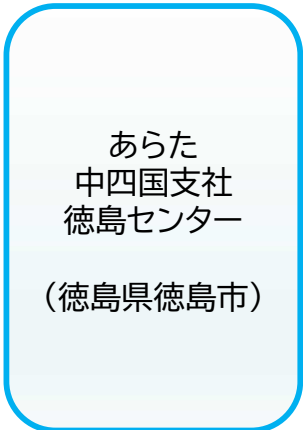 あらた
中四国支社
徳島センター
（徳島県徳島市）